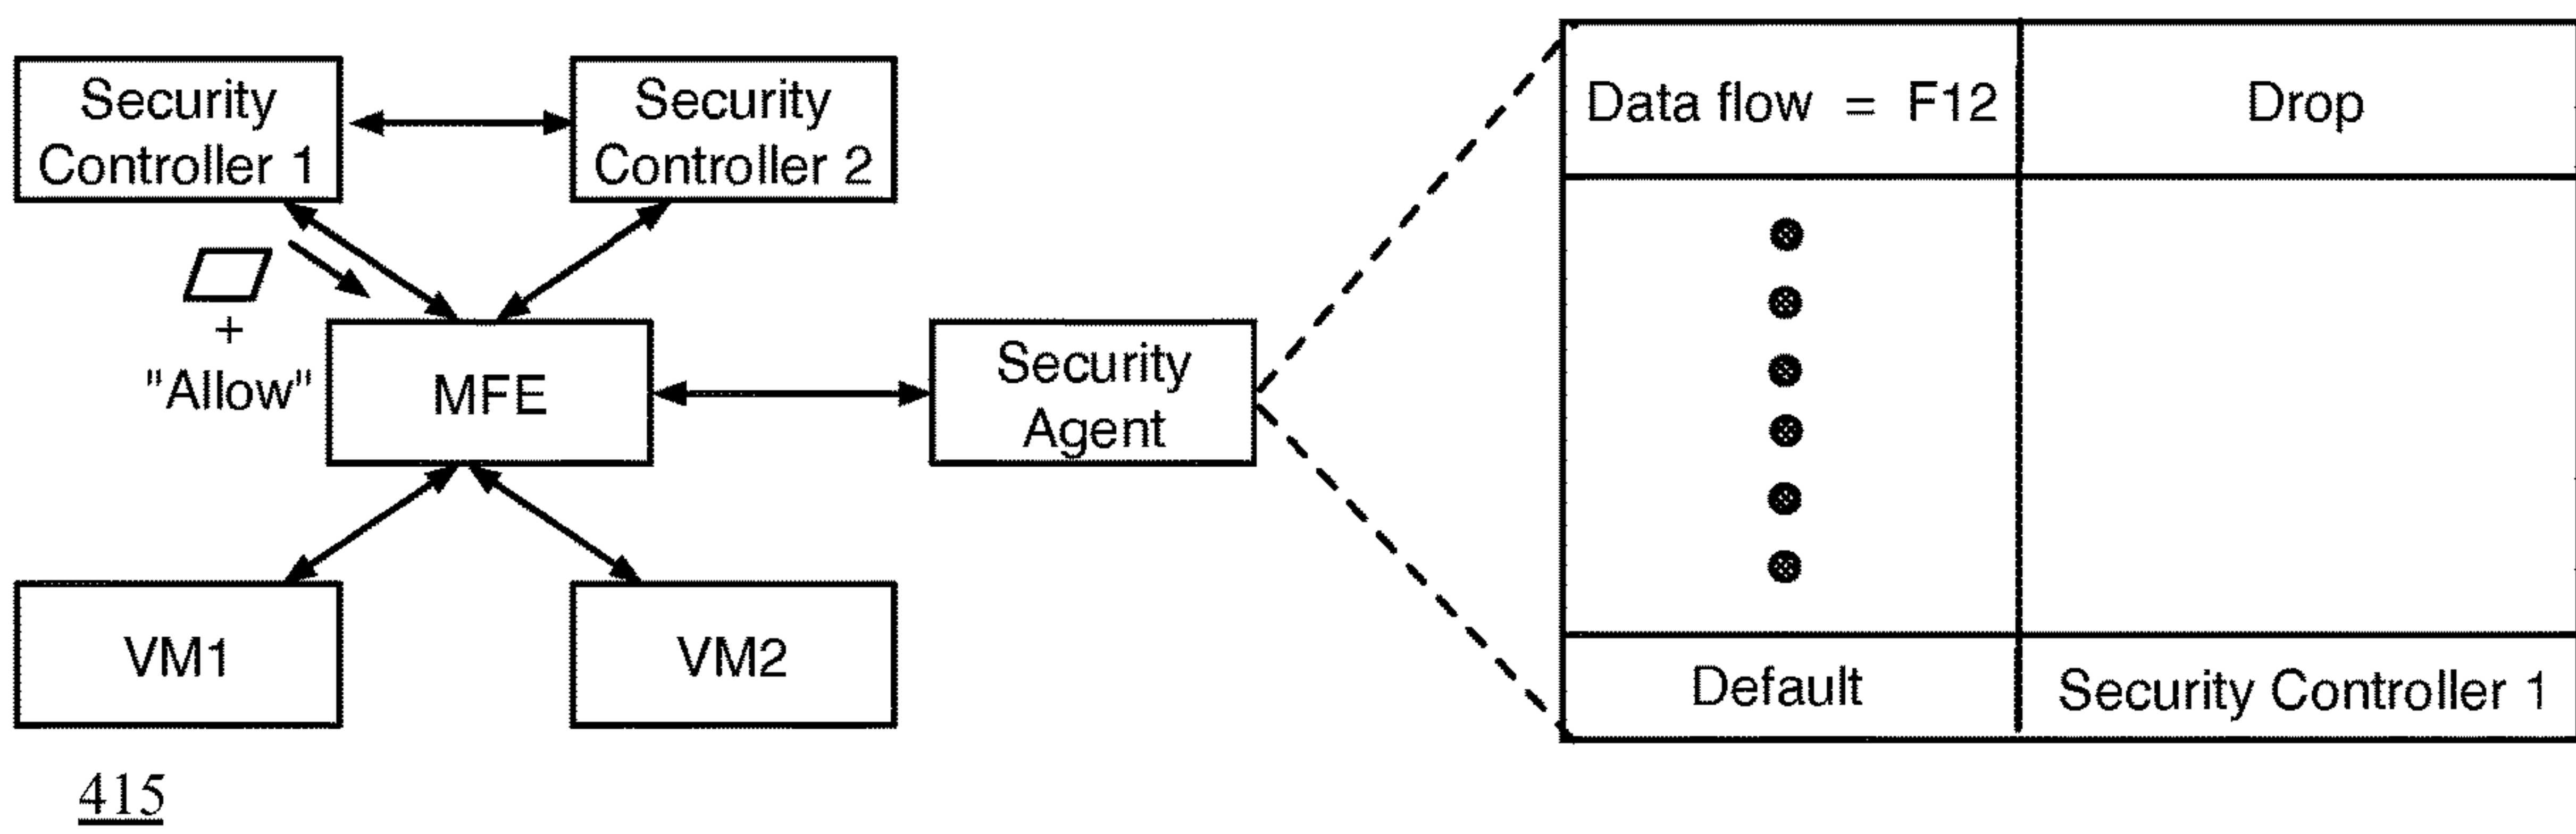 Security
Controller 1
Security
Controller 2
+
"Allow"
MFE
Security
Agent
VM1
VM2
Data flow = F12
Drop
Default
Security Controller 1
415